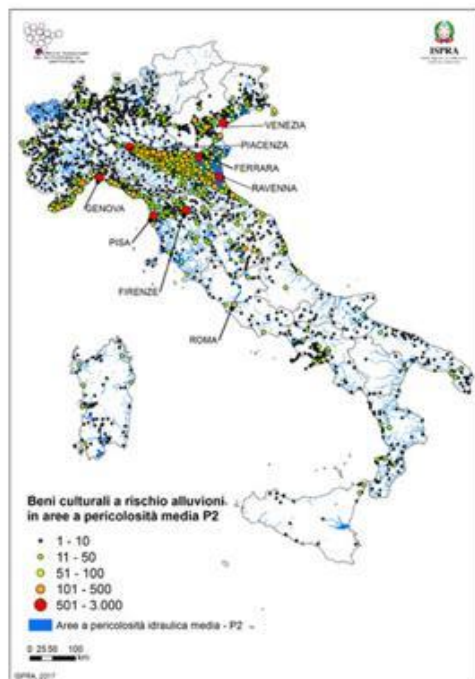 ISPRA
VENEZIA
PIACENZA
FERRARA
RAVENNA
GENOVA
PISA
FIRENZE
ROMA
Beni culturali a rischio alluvioni
in aree a pericolosità media P2
1 - 10
11 - 50
51 - 100
101 - 500
501 - 3.000
Aree a pericolosità idraulica media - P2
0 25 50 100
km
ISPRA, 2017